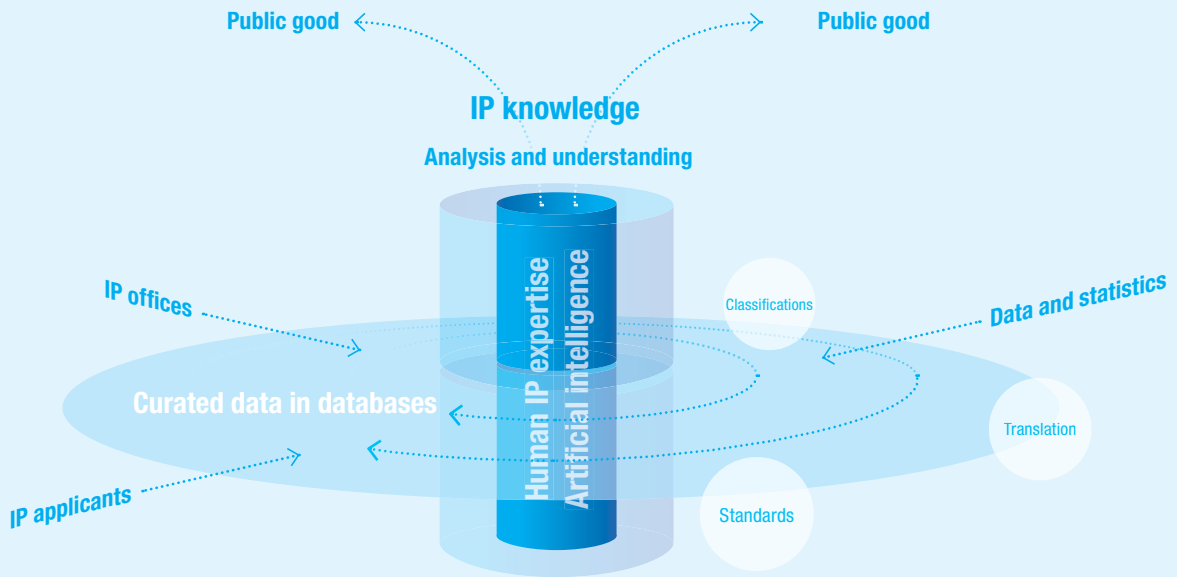 Public good
Public good
IP knowledge
Analysis and understanding
IP offices
Classifications
Data and statistics
Human IP expertise
Artificial intelligence
Curated data in databases
Translation
IP applicants
Standards